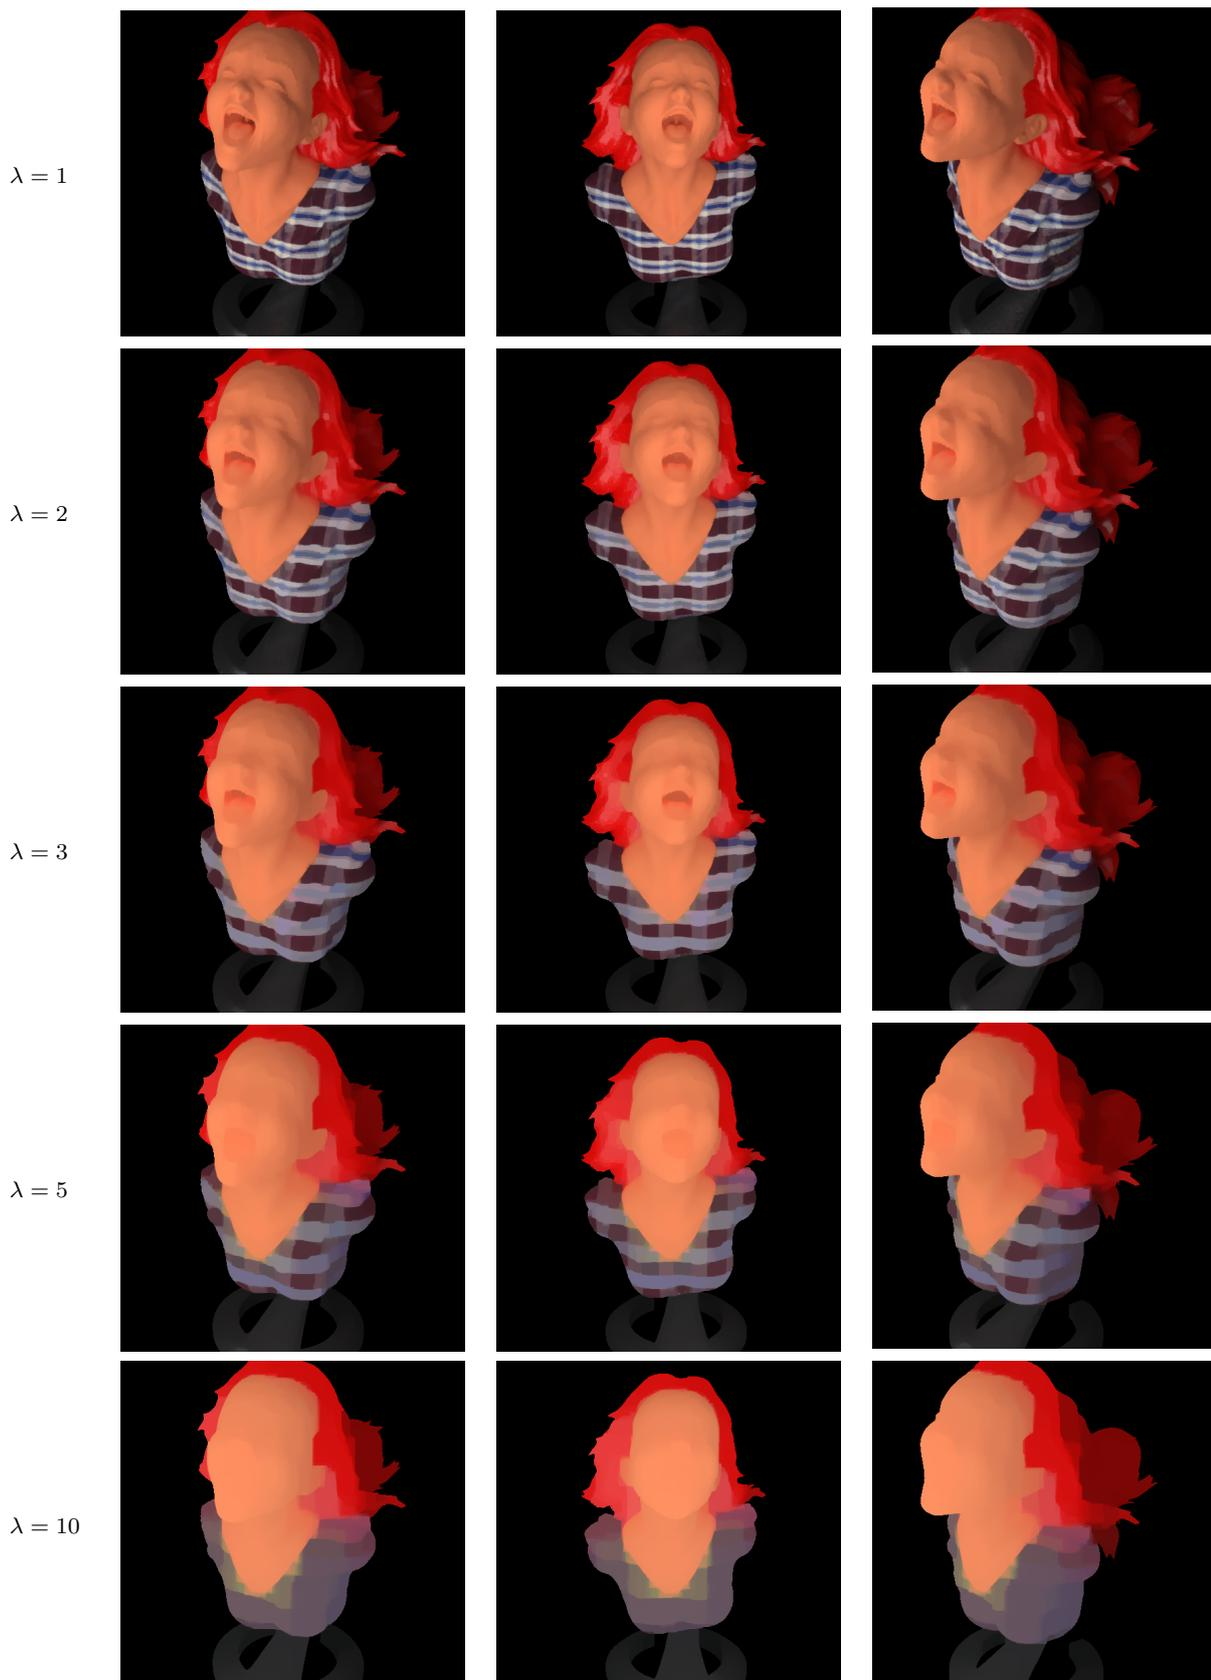 λ = 1
λ = 2
λ = 3
λ = 5
λ = 10